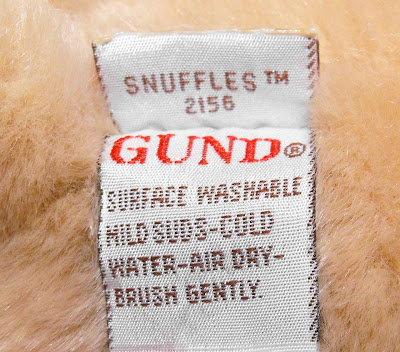 SNUFFLES™
2156
GUND®
SURFACE WASHABLE
MILD SUDS-COLD
WATER-AIR DRY-
BRUSH GENTLY.